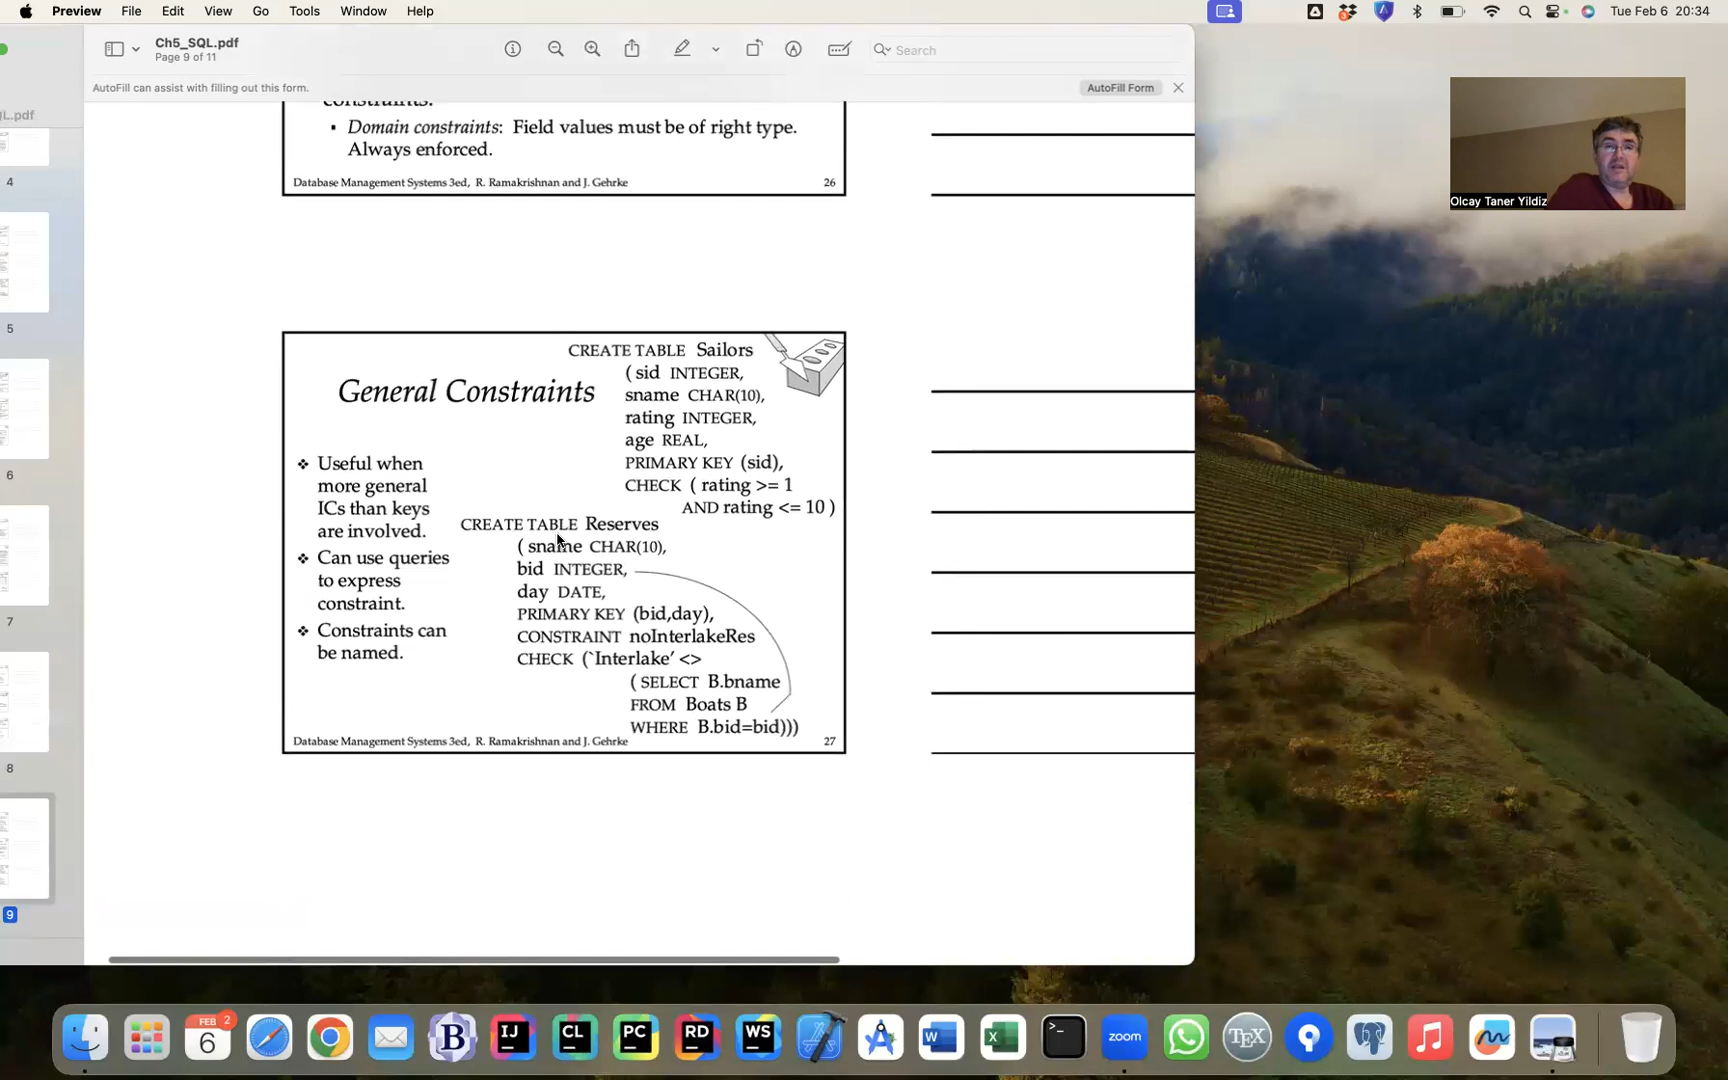 Preview File Edit View Go Tools Window Help
Tue Feb 6 20:34
Ch5_SQL.pdf
Page 9 of 11
Search
AutoFill can assist with filling out this form.
AutoFill Form
QL.pdf
4
5
6
7
8
9
constraints.
▪ Domain constraints: Field values must be of right type.
Always enforced.
Database Management Systems 3ed, R. Ramakrishnan and J. Gehrke 26
General Constraints
❖ Useful when
more general
ICs than keys
are involved.
❖ Can use queries
to express
constraint.
❖ Constraints can
be named.
CREATE TABLE Sailors
( sid INTEGER,
sname CHAR(10),
rating INTEGER,
age REAL,
PRIMARY KEY (sid),
CHECK ( rating >= 1
AND rating <= 10 )
CREATE TABLE Reserves
( sname CHAR(10),
bid INTEGER,
day DATE,
PRIMARY KEY (bid,day),
CONSTRAINT noInterlakeRes
CHECK (`Interlake’ <>
( SELECT B.bname
FROM Boats B
WHERE B.bid=bid)))
Database Management Systems 3ed, R. Ramakrishnan and J. Gehrke 27
Olcay Taner Yildiz
FEB 2
6
B
IJ
CL
PC
RD
WS
W
X
>_
zoom
TEX